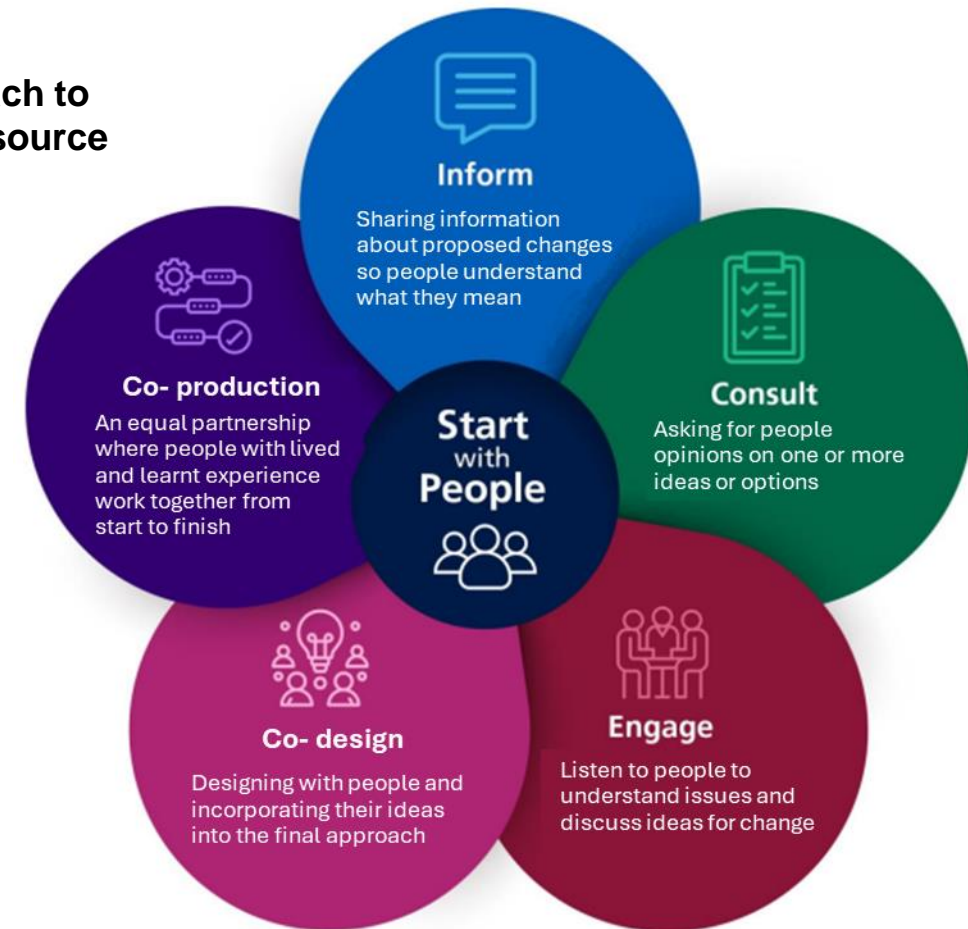 ch to
source
Inform
Sharing information
about proposed changes
so people understand
what they mean
Consult
Asking for people
opinions on one or more
ideas or options
Engage
Listen to people to
understand issues and
discuss ideas for change
Co- design
Designing with people and
incorporating their ideas
into the final approach
Co- production
An equal partnership
where people with lived
and learnt experience
work together from
start to finish
Start
with
People